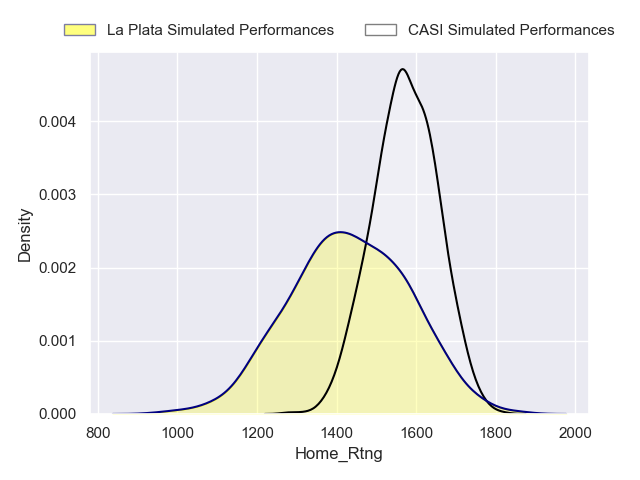 La Plata Simulated Performances CASI Simulated Performances
0.004
0.003
0.002
0.001
0.000
Density
800 1000 1200 1400 1600 1800 2000
Home_Rtng